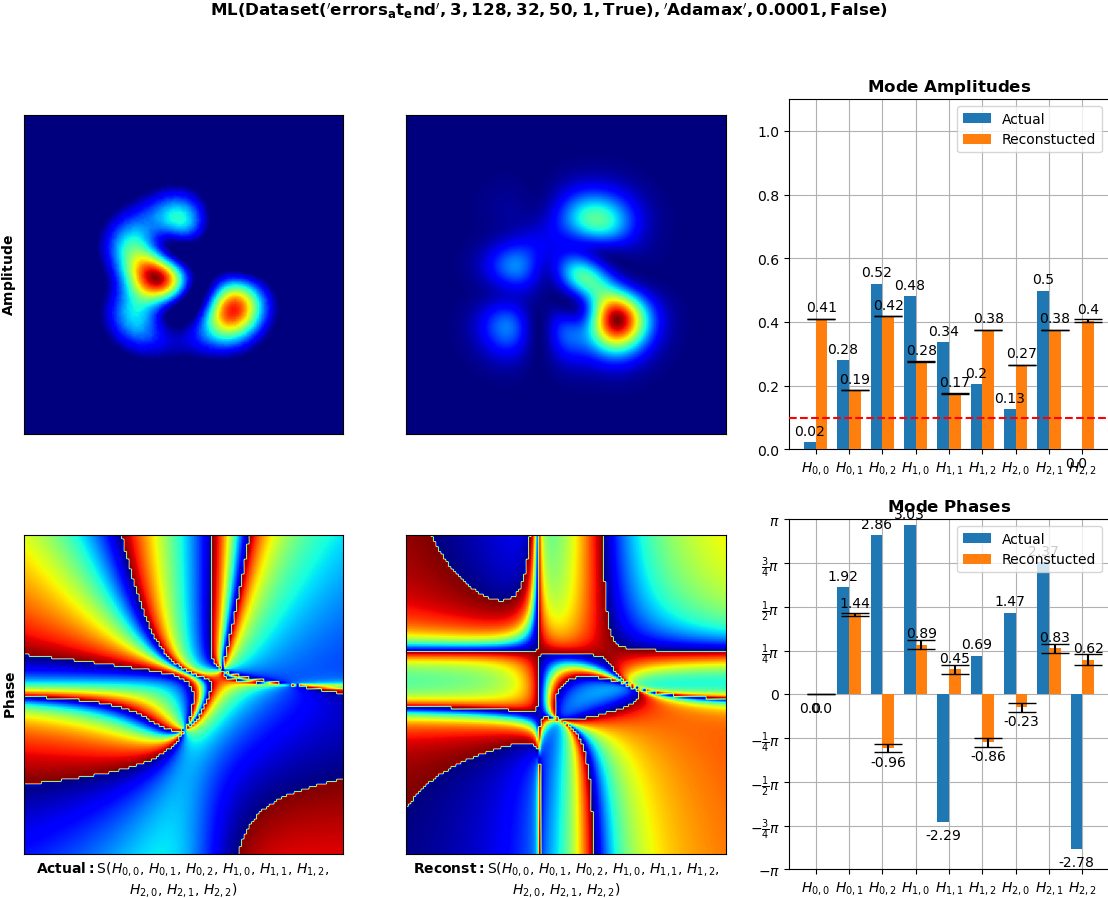 ML(Dataset('errors_at_end', 3, 128, 32, 50, 1, True), 'Adamax', 0.0001, False)
Mode Amplitudes
Actual
Reconstucted
1.0
0.8
0.6
0.4
0.2
0.0
0.02
0.41
0.28
0.19
0.52
0.42
0.48
0.28
0.34
0.17
0.2
0.38
0.13
0.27
0.5
0.38
0.0
0.4
H0,0 H0,1 H0,2 H1,0 H1,1 H1,2 H2,0 H2,1 H2,2
Amplitude
Mode Phases
Actual
Reconstucted
π
3/4π
1/2π
1/4π
0
−1/4π
−1/2π
−3/4π
−π
0.0
0.0
1.92
1.44
2.86
-0.96
3.03
0.89
-2.29
0.45
0.69
-0.86
1.47
-0.23
2.37
0.83
-2.78
0.62
H0,0 H0,1 H0,2 H1,0 H1,1 H1,2 H2,0 H2,1 H2,2
Phase
Actual: S(H0,0, H0,1, H0,2, H1,0, H1,1, H1,2,
H2,0, H2,1, H2,2)
Reconst: S(H0,0, H0,1, H0,2, H1,0, H1,1, H1,2,
H2,0, H2,1, H2,2)